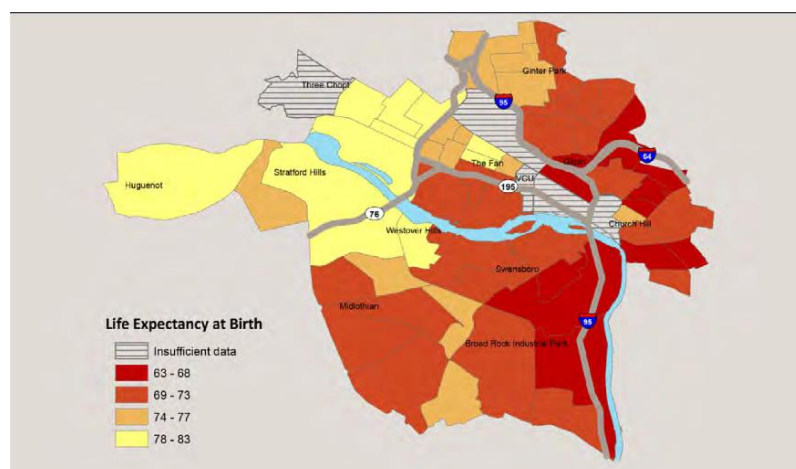 Three Chopt
Ginter Park
95
64
Gilpin
The Fan
VCU
195
Huguenot
Stratford Hills
76
Church Hill
Westover Hills
Swansboro
Midlothian
95
Broad Rock Industrial Park
Life Expectancy at Birth
Insufficient data
63 - 68
69 - 73
74 - 77
78 - 83